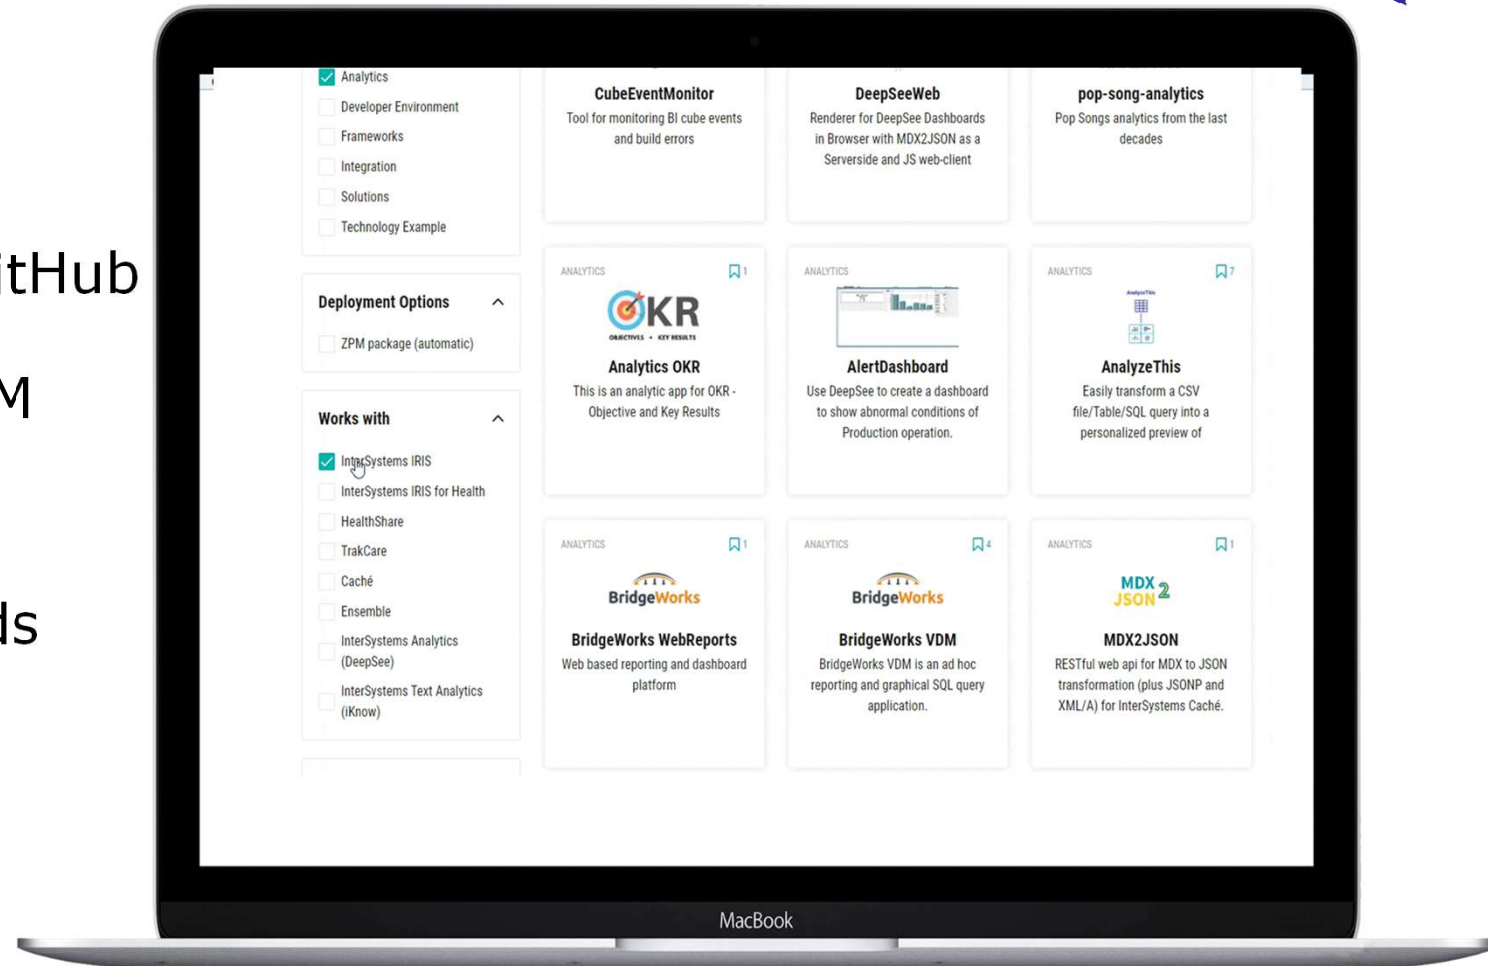 itHub
M
ds
Analytics
Developer Environment
Frameworks
Integration
Solutions
Technology Example
Deployment Options
ZPM package (automatic)
Works with
InterSystems IRIS
InterSystems IRIS for Health
HealthShare
TrakCare
Caché
Ensemble
InterSystems Analytics
(DeepSee)
InterSystems Text Analytics
(iKnow)
CubeEventMonitor
Tool for monitoring BI cube events
and build errors
DeepSeeWeb
Renderer for DeepSee Dashboards
in Browser with MDX2JSON as a
Serverside and JS web-client
pop-song-analytics
Pop Songs analytics from the last
decades
ANALYTICS 1
OKR
OBJECTIVES + KEY RESULTS
Analytics OKR
This is an analytic app for OKR -
Objective and Key Results
ANALYTICS
AlertDashboard
Use DeepSee to create a dashboard
to show abnormal conditions of
Production operation.
ANALYTICS 7
AnalyzeThis
AnalyzeThis
Easily transform a CSV
file/Table/SQL query into a
personalized preview of
ANALYTICS 1
BridgeWorks
BridgeWorks WebReports
Web based reporting and dashboard
platform
ANALYTICS 4
BridgeWorks
BridgeWorks VDM
BridgeWorks VDM is an ad hoc
reporting and graphical SQL query
application.
ANALYTICS 1
MDX 2
JSON
MDX2JSON
RESTful web api for MDX to JSON
transformation (plus JSONP and
XML/A) for InterSystems Caché.
MacBook